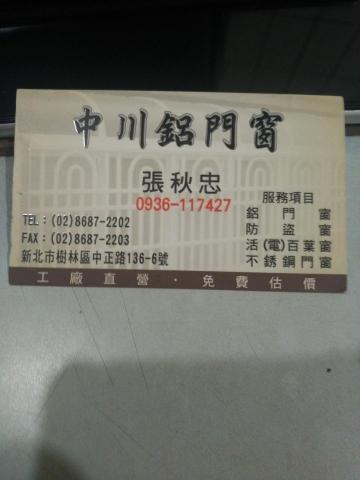 中川鋁門窗
張秋忠
0936-117427
TEL：(02)8687-2202
FAX：(02)8687-2203
新北市樹林區中正路136-6號
服務項目
鋁門窗
防盜窗
活(電)百葉窗
不銹鋼門窗
工廠直營．免費估價